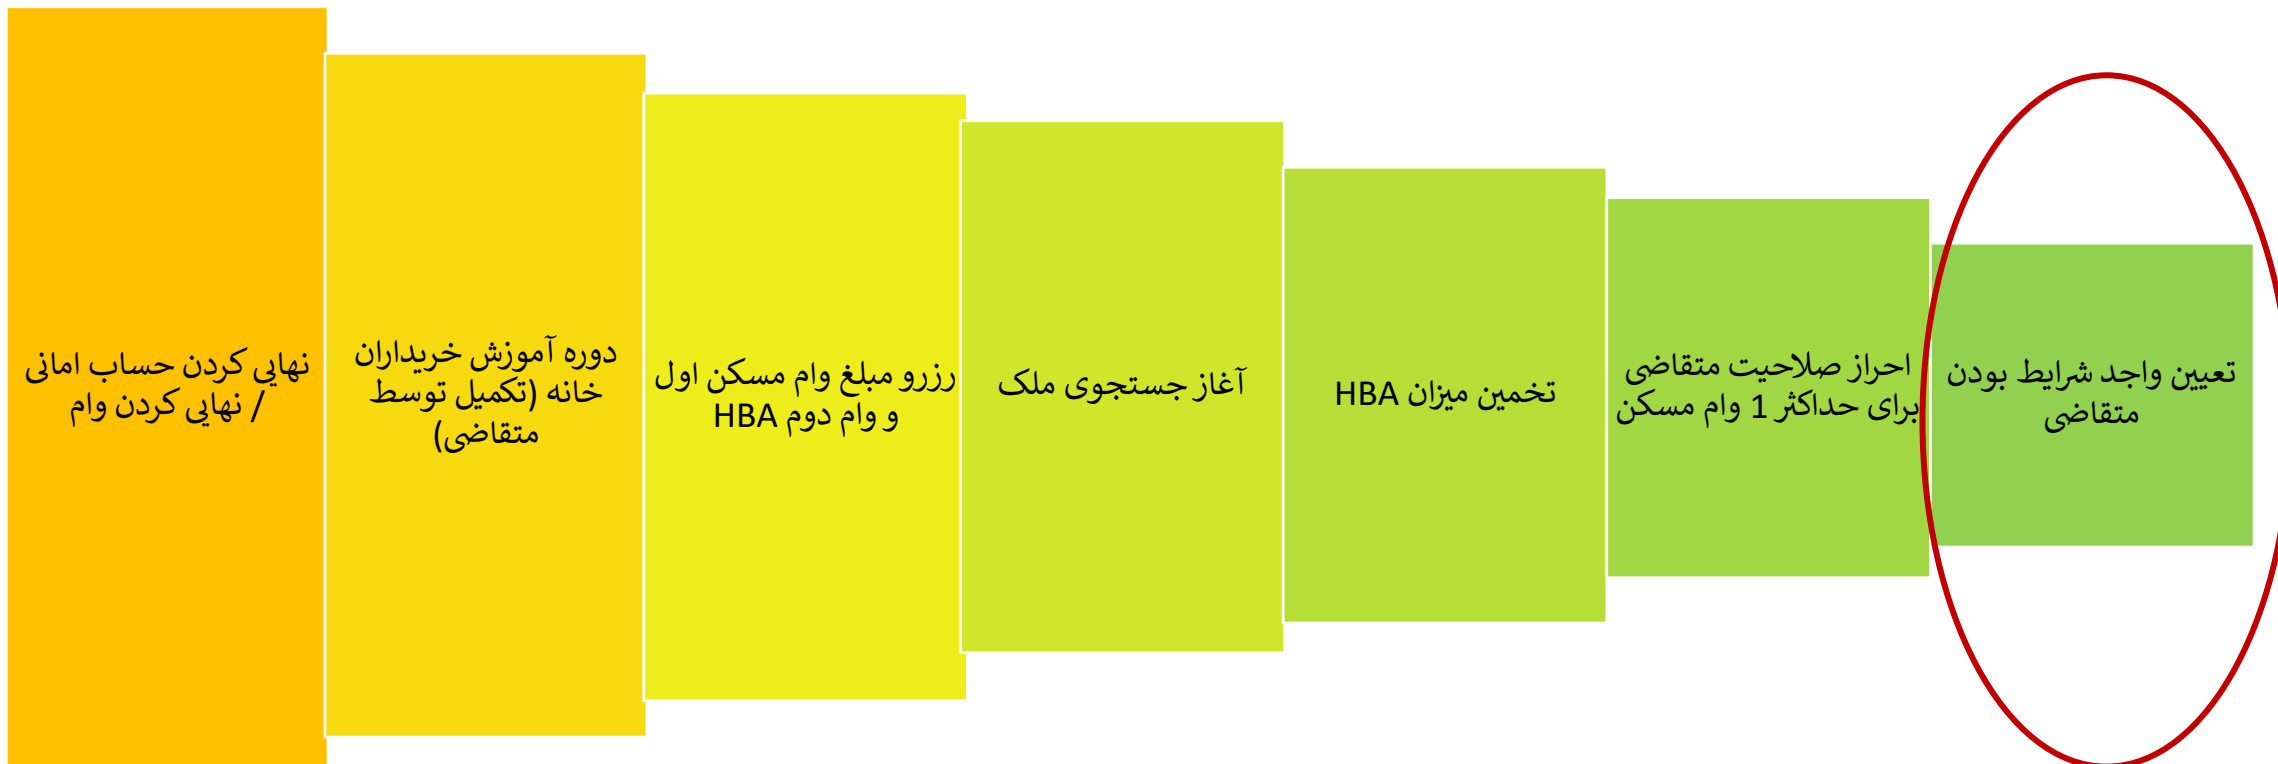 تعیین واجد شرایط بودن
متقاضی
احراز صلاحیت متقاضی
برای حداکثر 1 وام مسکن
تخمین میزان HBA
آغاز جستجوی ملک
رزرو مبلغ وام مسکن اول
و وام دوم HBA
دوره آموزش خریداران
خانه (تکمیل توسط
متقاضی)
نهایی کردن حساب امانی
/ نهایی کردن وام